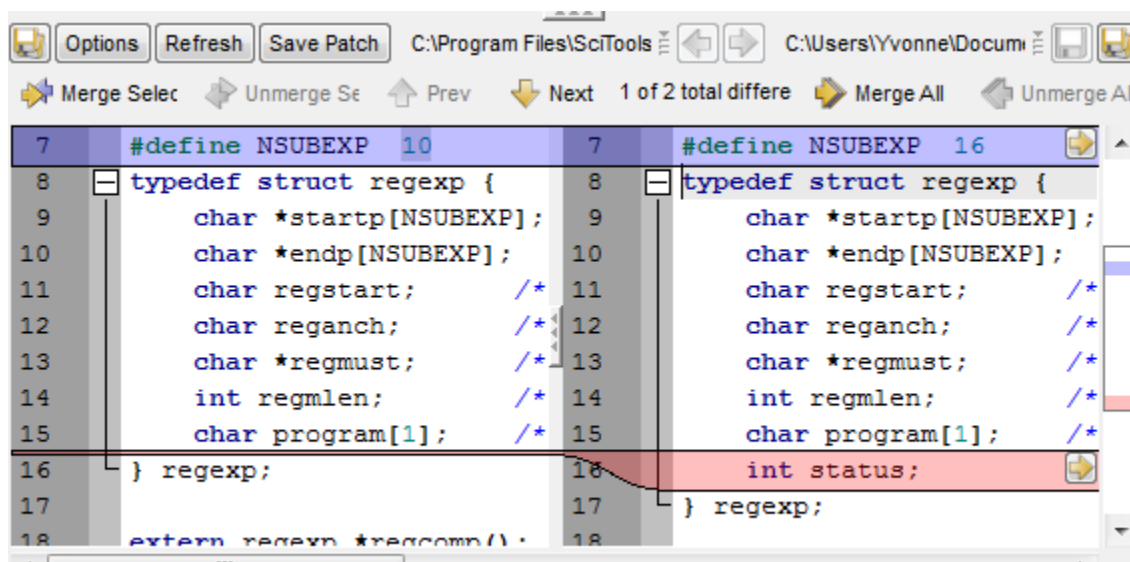 Options Refresh Save Patch C:\Program Files\SciTools C:\Users\Yvonne\Docum
Merge Selec Unmerge Se Prev Next 1 of 2 total differe Merge All Unmerge Al
7 #define NSUBEXP 10 7 #define NSUBEXP 16
8 typedef struct regexp { 8 typedef struct regexp {
9 char *startp[NSUBEXP]; 9 char *startp[NSUBEXP];
10 char *endp[NSUBEXP]; 10 char *endp[NSUBEXP];
11 char regstart; /* 11 char regstart; /*
12 char reganch; /* 12 char reganch; /*
13 char *regmust; /* 13 char *regmust; /*
14 int regmlen; /* 14 int regmlen; /*
15 char program[1]; /* 15 char program[1]; /*
16 } regexp; 16 int status;
17 17 } regexp;
18 extern regexp *regcomp(); 18